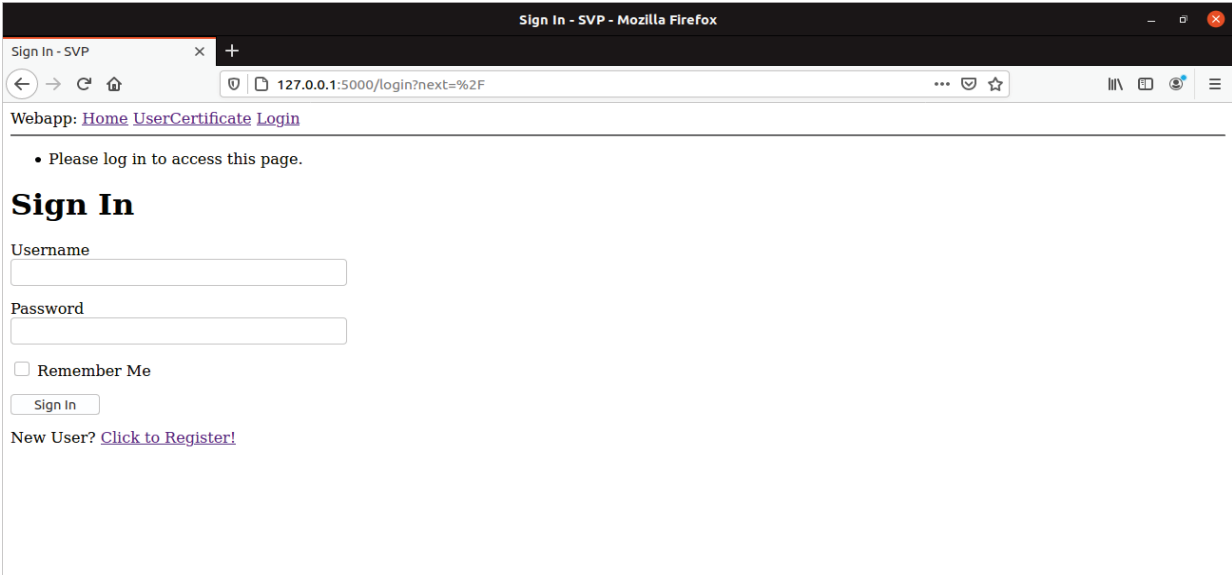 Sign In - SVP - Mozilla Firefox
Sign In - SVP
127.0.0.1:5000/login?next=%2F
Webapp: Home UserCertificate Login
• Please log in to access this page.
Sign In
Username
Password
Remember Me
Sign In
New User? Click to Register!